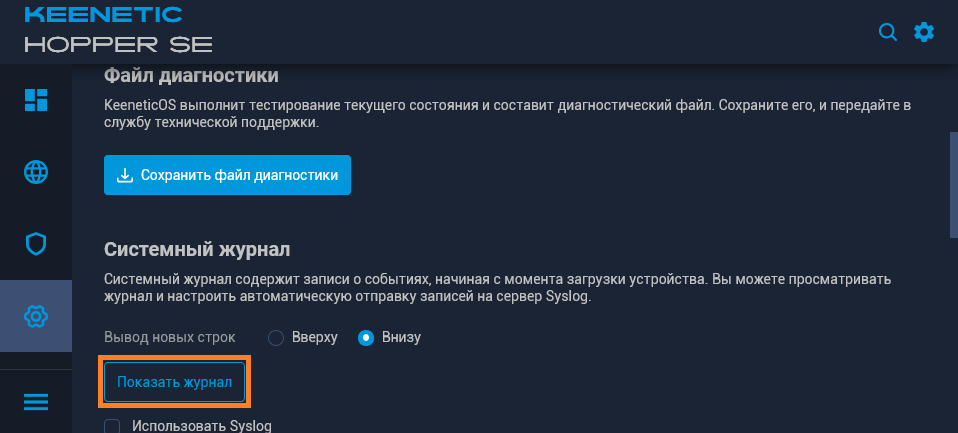 KEENETIC
HOPPER SE
Файл диагностики
KeeneticOS выполнит тестирование текущего состояния и составит диагностический файл. Сохраните его, и передайте в
службу технической поддержки.
Сохранить файл диагностики
Системный журнал
Системный журнал содержит записи о событиях, начиная с момента загрузки устройства. Вы можете просматривать
журнал и настроить автоматическую отправку записей на сервер Syslog.
Вывод новых строк Вверху Внизу
Показать журнал
Использовать Syslog